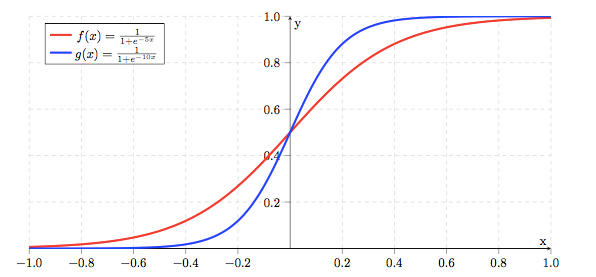 1.0
y
f(x) = 1/(1+e^{−5x})
g(x) = 1/(1+e^{−10x})
0.8
0.6
0.4
0.2
x
−1.0 −0.8 −0.6 −0.4 −0.2 0.2 0.4 0.6 0.8 1.0